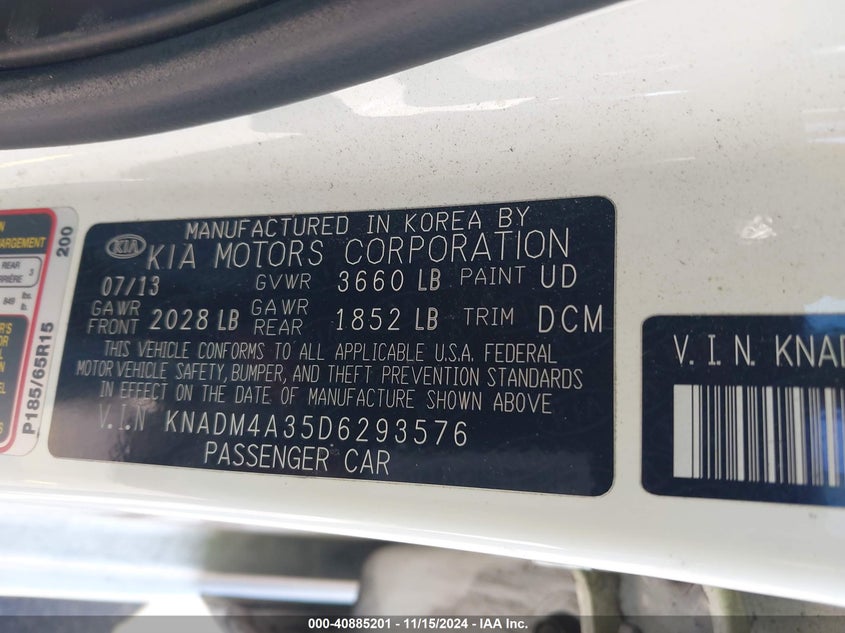 MANUFACTURED IN KOREA BY
KIA
KIA MOTORS CORPORATION
07/13 GVWR 3660 LB PAINT UD
GAWR FRONT 2028 LB GAWR REAR 1852 LB TRIM DCM
THIS VEHICLE CONFORMS TO ALL APPLICABLE U.S.A. FEDERAL
MOTOR VEHICLE SAFETY, BUMPER, AND THEFT PREVENTION STANDARDS
IN EFFECT ON THE DATE OF MANUFACTURE SHOWN ABOVE
V.I.N KNADM4A35D6293576
PASSENGER CAR
REAR
3
200
P185/65R15
V. I. N. KNAD
000-40885201 - 11/15/2024 - IAA Inc.